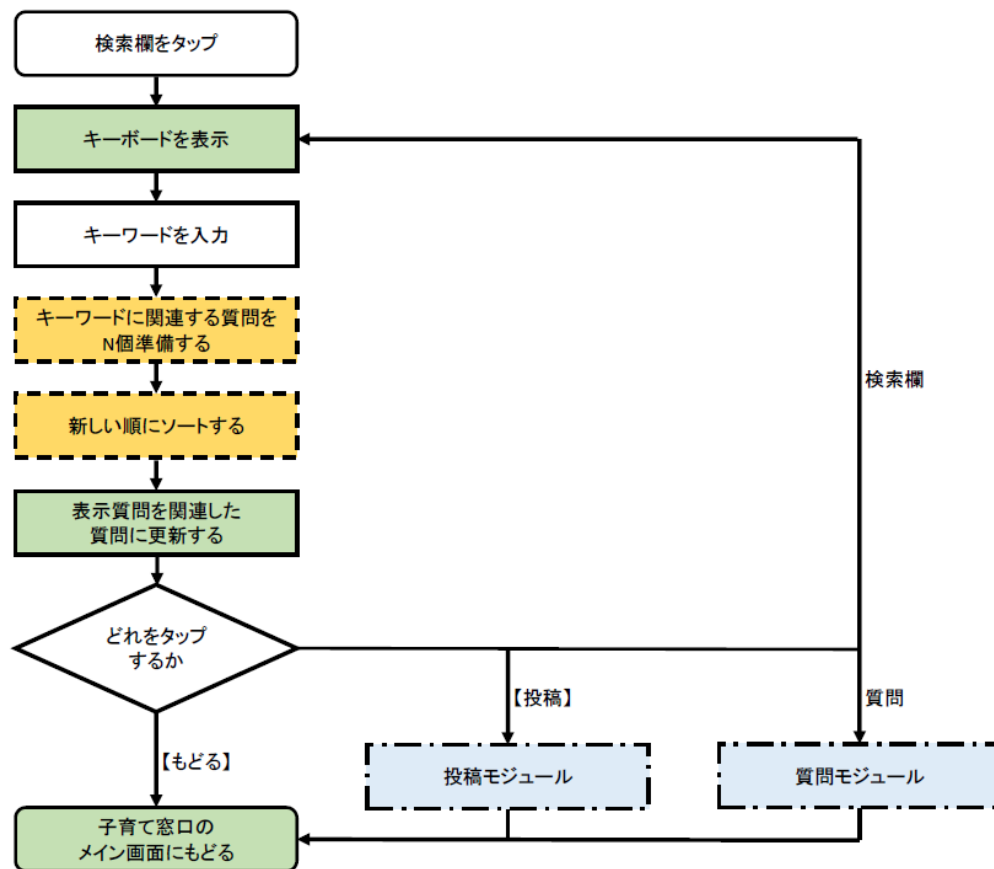 検索欄をタップ
キーボードを表示
キーワードを入力
キーワードに関連する質問を
N個準備する
検索欄
新しい順にソートする
表示質問を関連した
質問に更新する
どれをタップ
するか
【投稿】
質問
【もどる】
投稿モジュール
質問モジュール
子育て窓口の
メイン画面にもどる